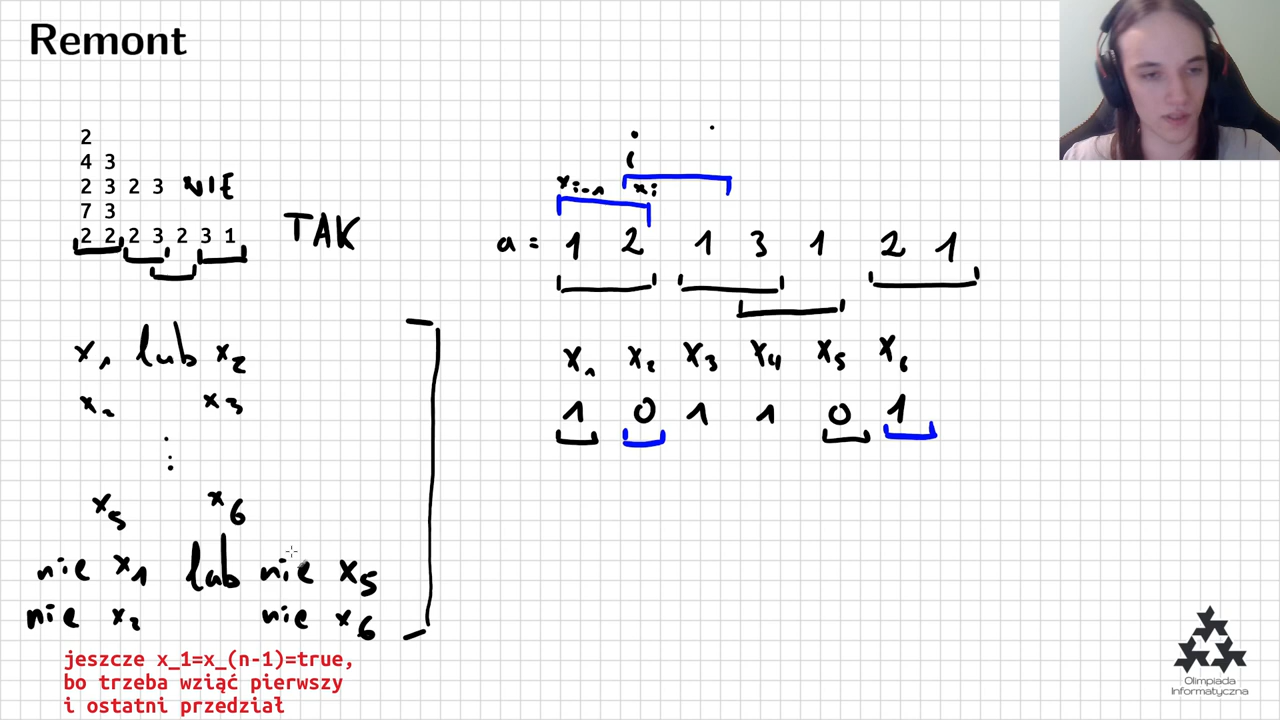 Remont
2
4 3
2 3 2 3 NIE
7 3
2 2 2 3 2 3 1 TAK
x₁ lub x₂
x₂ x₃
⋮
x₅ x₆
nie x₁ lub nie x₅
nie x₂ nie x₆
jeszcze x_1=x_(n-1)=true,
bo trzeba wziąć pierwszy
i ostatni przedział
i
xᵢ₋₁ xᵢ
a = 1 2 1 3 1 2 1
x₁ x₂ x₃ x₄ x₅ x₆
1 0 1 1 0 1
Olimpiada
Informatyczna